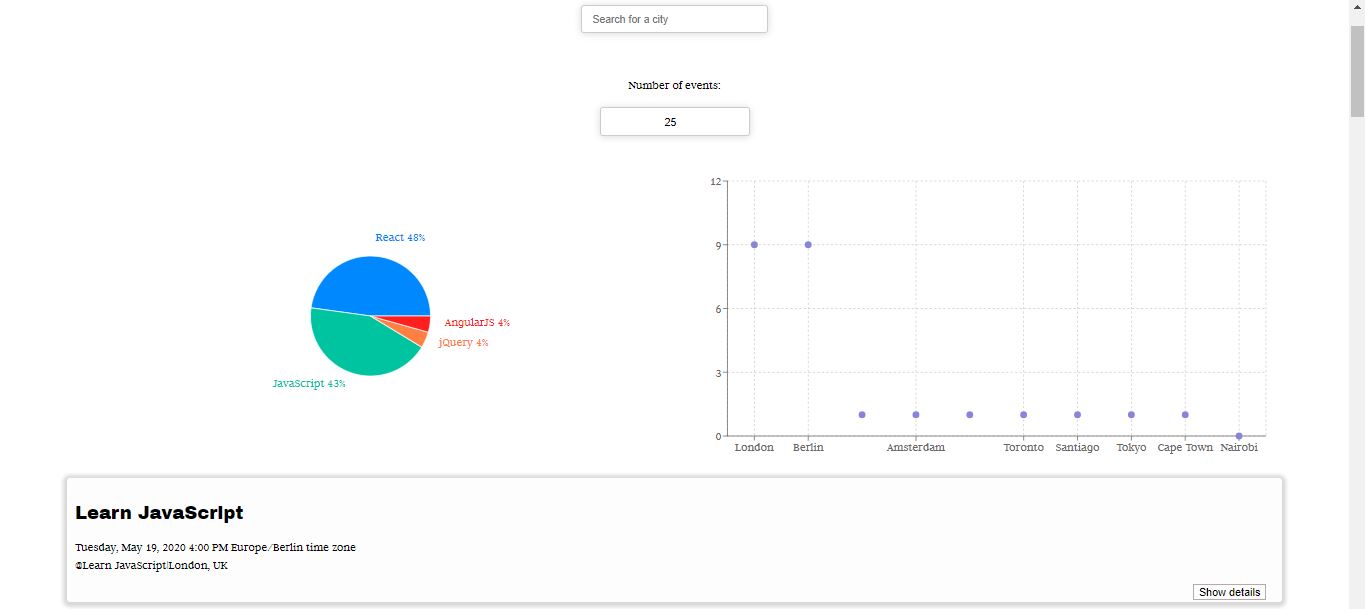 Search for a city
Number of events:
25
React 48%
AngularJS 4%
jQuery 4%
JavaScript 43%
12
9
6
3
0
London Berlin Amsterdam Toronto Santiago Tokyo Cape Town Nairobi
Learn JavaScript
Tuesday, May 19, 2020 4:00 PM Europe/Berlin time zone
@Learn JavaScript|London, UK
Show details